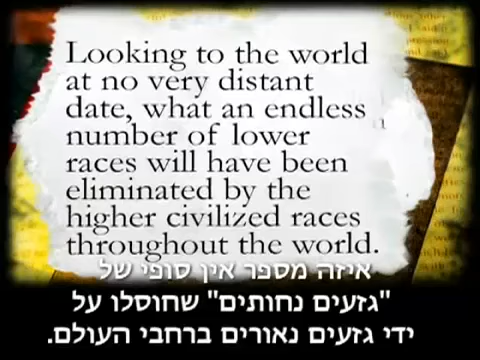 Looking to the world
at no very distant
date, what an endless
number of lower
races will have been
eliminated by the
higher civilized races
throughout the world.
איזה מספר אין סופי של
"גזעים נחותים" שחוסלו על
ידי גזעים נאורים ברחבי העולם.